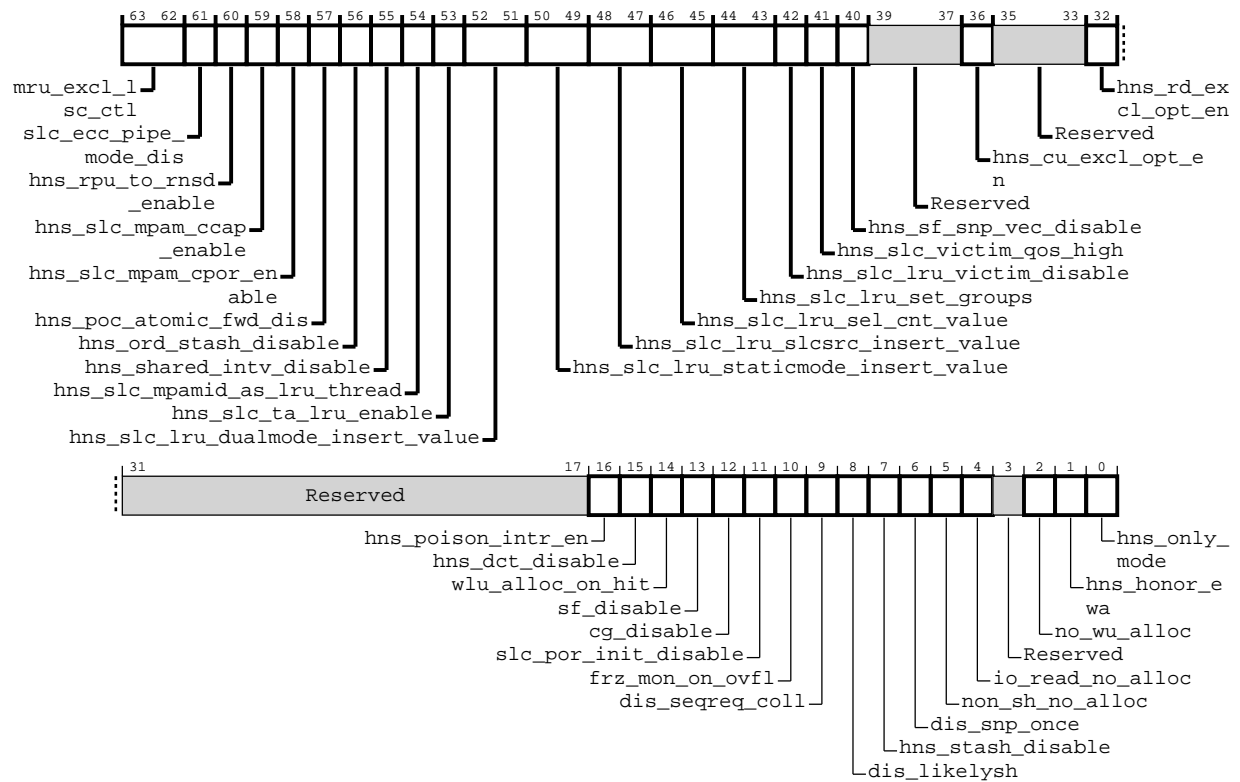 63 62 61 60 59 58 57 56 55 54 53 52 51 50 49 48 47 46 45 44 43 42 41 40 39 37 36 35 33 32
mru_excl_l
sc_ctl
hns_rd_ex
cl_opt_en
slc_ecc_pipe_
mode_dis
Reserved
hns_cu_excl_opt_e
n
hns_rpu_to_rnsd
_enable
Reserved
hns_slc_mpam_ccap
_enable
hns_sf_snp_vec_disable
hns_slc_victim_qos_high
hns_slc_mpam_cpor_en
able
hns_slc_lru_victim_disable
hns_slc_lru_set_groups
hns_poc_atomic_fwd_dis
hns_slc_lru_sel_cnt_value
hns_ord_stash_disable
hns_slc_lru_slcsrc_insert_value
hns_shared_intv_disable
hns_slc_lru_staticmode_insert_value
hns_slc_mpamid_as_lru_thread
hns_slc_ta_lru_enable
hns_slc_lru_dualmode_insert_value
31 17 16 15 14 13 12 11 10 9 8 7 6 5 4 3 2 1 0
Reserved
hns_poison_intr_en
hns_only_
mode
hns_dct_disable
wlu_alloc_on_hit
hns_honor_e
wa
sf_disable
cg_disable
no_wu_alloc
slc_por_init_disable
Reserved
frz_mon_on_ovfl
io_read_no_alloc
dis_seqreq_coll
non_sh_no_alloc
dis_snp_once
hns_stash_disable
dis_likelysh